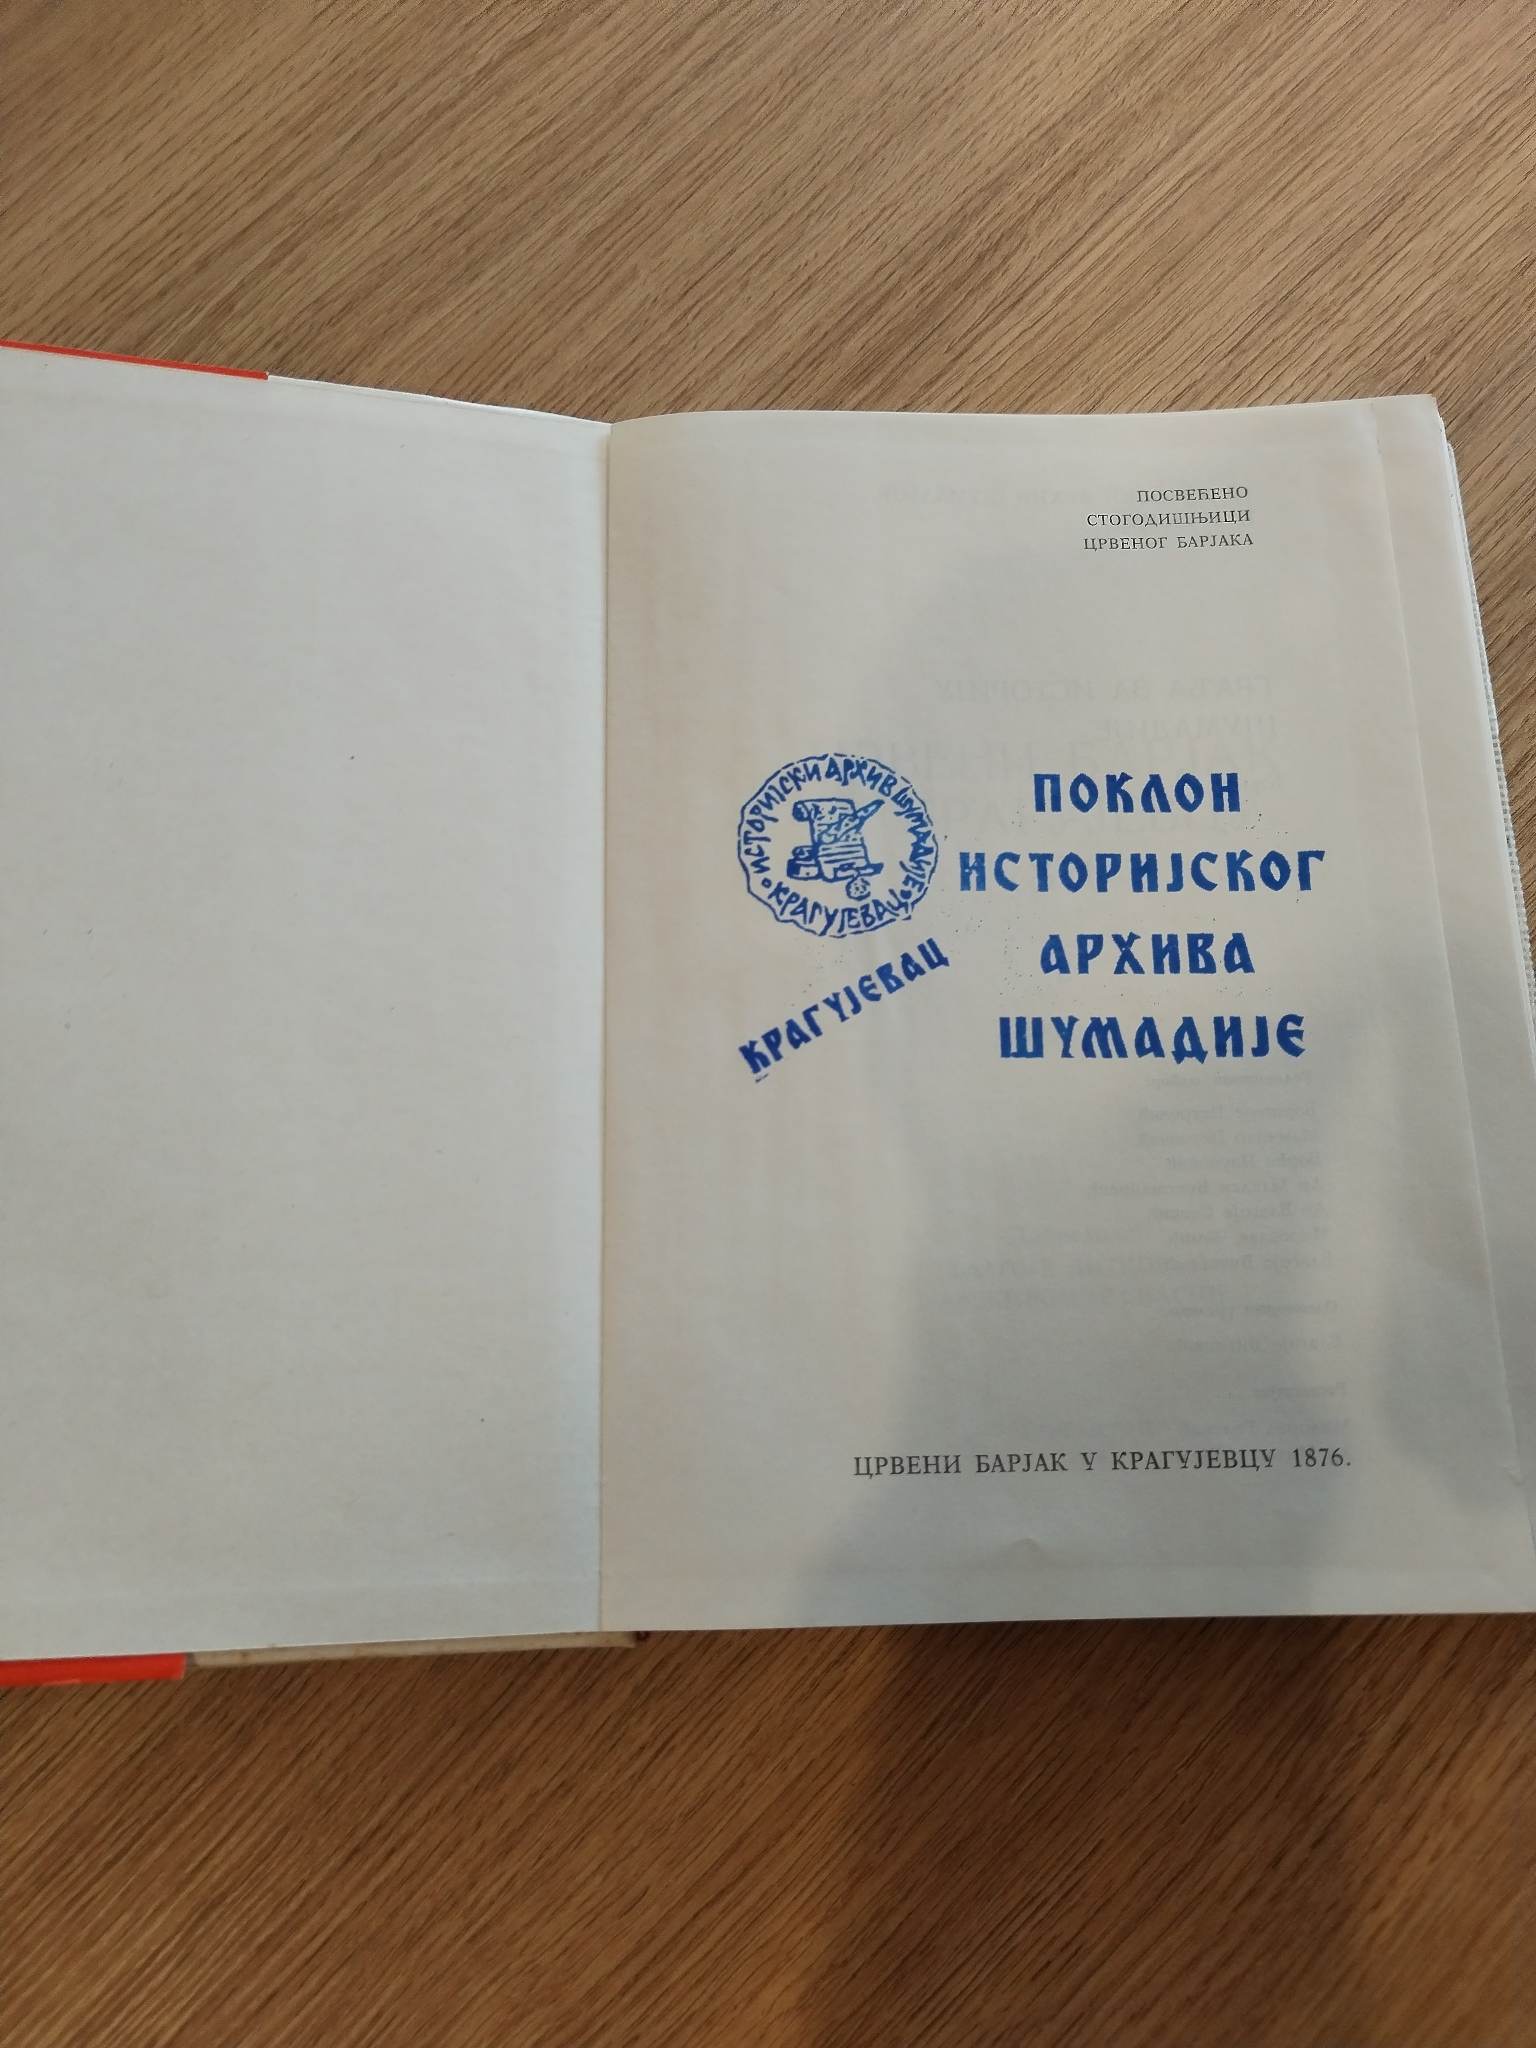 ПОСВЕЋЕНО
СТОГОДИШЊИЦИ
ЦРВЕНОГ БАРЈАКА
ИСТОРИЈСКИ АРХИВ ШУМАДИЈЕ
КРАГУЈЕВАЦ
КРАГУЈЕВАЦ
ПОКЛОН
ИСТОРИЈСКОГ
АРХИВА
ШУМАДИЈЕ
ЦРВЕНИ БАРЈАК У КРАГУЈЕВЦУ 1876.